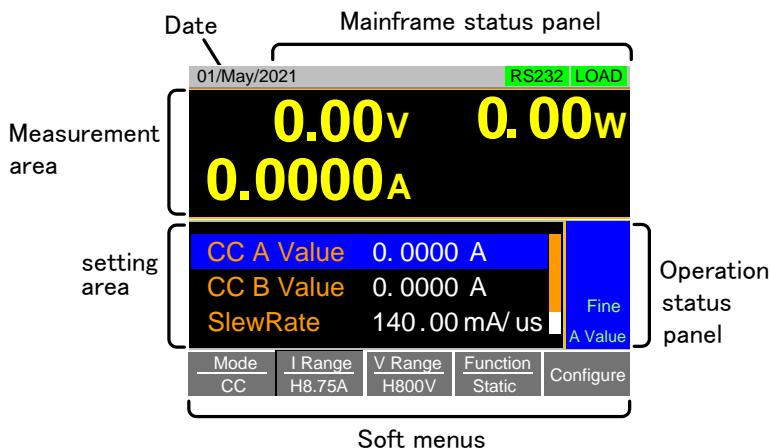 Date
Mainframe status panel
01/May/2021 RS232 LOAD
Measurement
area
0.00V 0.00W
0.0000A
setting
area
CC A Value 0.0000 A
CC B Value 0.0000 A
SlewRate 140.00 mA/us
Fine
A Value
Operation
status
panel
Mode I Range V Range Function Configure
CC H8.75A H800V Static
Soft menus